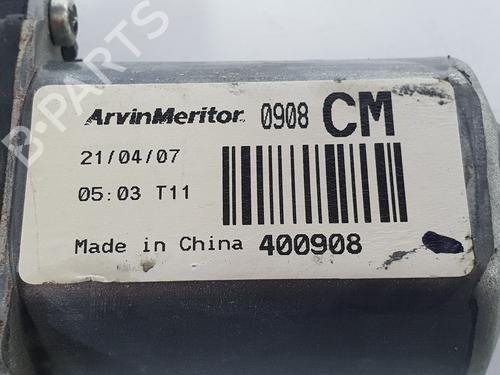 B-PARTS
ArvinMeritor 0908 CM
21/04/07
05:03 T11
Made in China 400908